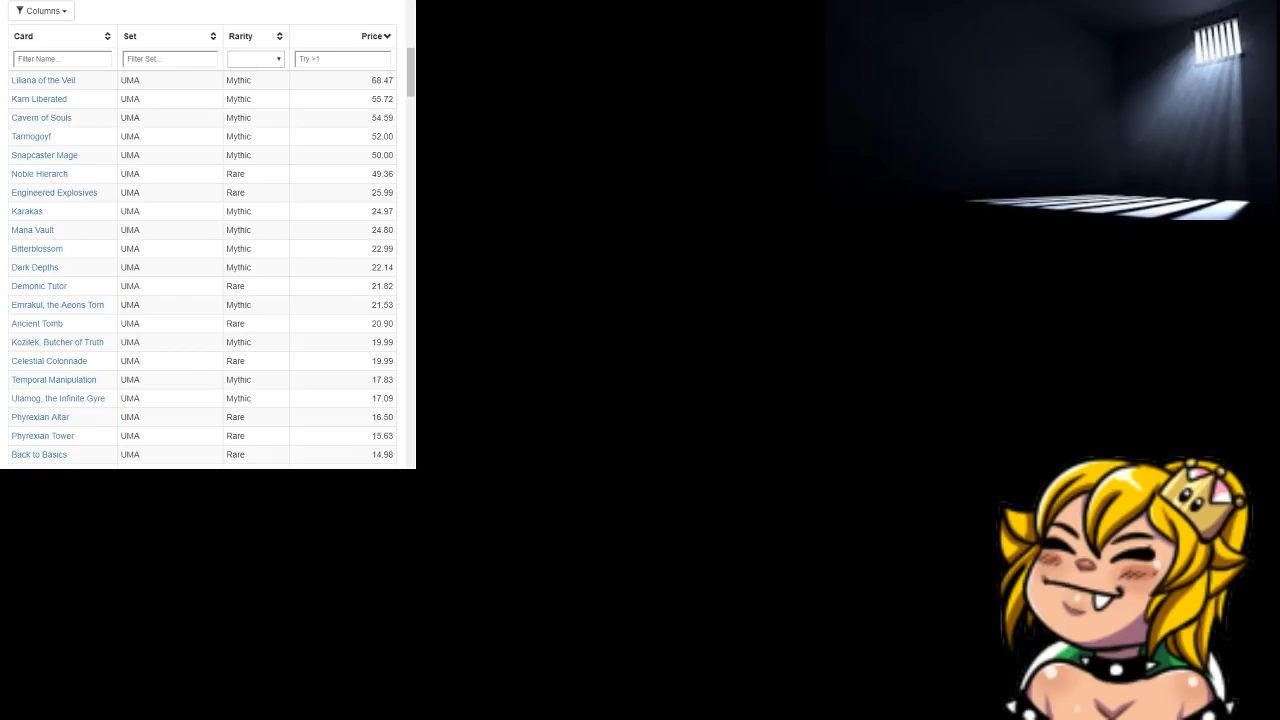 Columns
Card Set Rarity Price
Filter Name... Filter Set... Try >1
Liliana of the Veil UMA Mythic 68.47
Karn Liberated UMA Mythic 55.72
Cavern of Souls UMA Mythic 54.59
Tarmogoyf UMA Mythic 52.00
Snapcaster Mage UMA Mythic 50.00
Noble Hierarch UMA Rare 49.36
Engineered Explosives UMA Rare 25.99
Karakas UMA Mythic 24.97
Mana Vault UMA Mythic 24.80
Bitterblossom UMA Mythic 22.99
Dark Depths UMA Mythic 22.14
Demonic Tutor UMA Rare 21.82
Emrakul, the Aeons Torn UMA Mythic 21.53
Ancient Tomb UMA Rare 20.90
Kozilek, Butcher of Truth UMA Mythic 19.99
Celestial Colonnade UMA Rare 19.99
Temporal Manipulation UMA Mythic 17.83
Ulamog, the Infinite Gyre UMA Mythic 17.09
Phyrexian Altar UMA Rare 16.50
Phyrexian Tower UMA Rare 15.63
Back to Basics UMA Rare 14.98